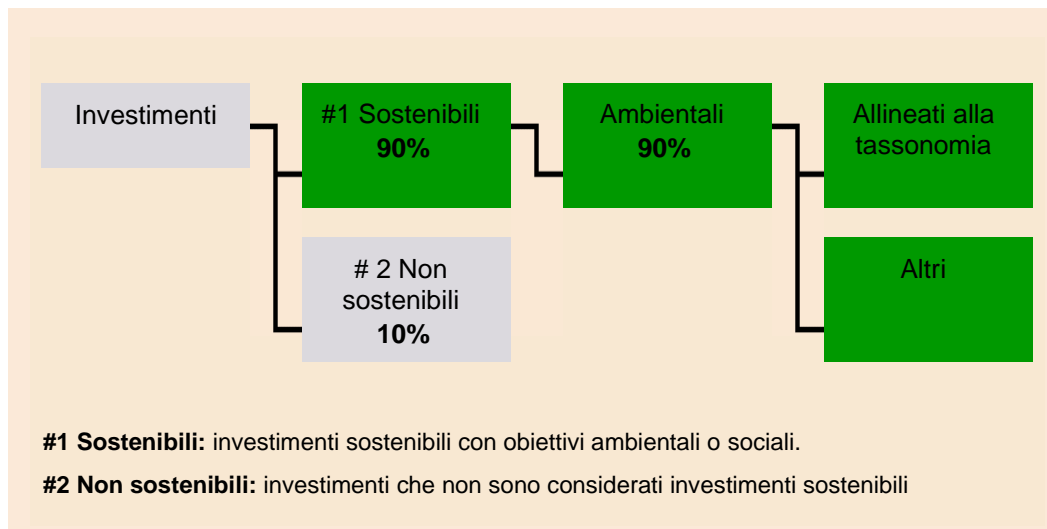 Investimenti
#1 Sostenibili
90%
Ambientali
90%
Allineati alla
tassonomia
# 2 Non
sostenibili
10%
Altri
#1 Sostenibili: investimenti sostenibili con obiettivi ambientali o sociali.
#2 Non sostenibili: investimenti che non sono considerati investimenti sostenibili